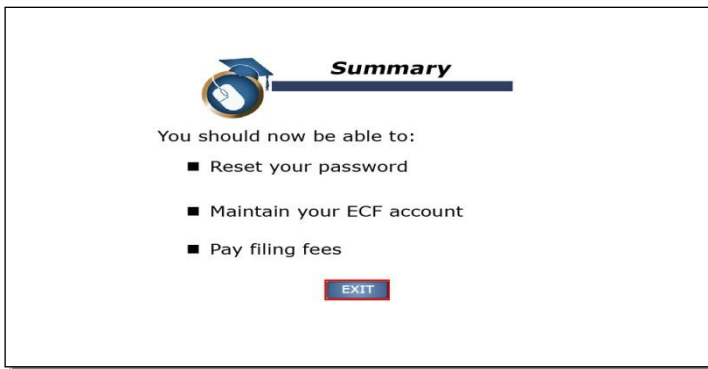 Summary
You should now be able to:
■ Reset your password
■ Maintain your ECF account
■ Pay filing fees
EXIT